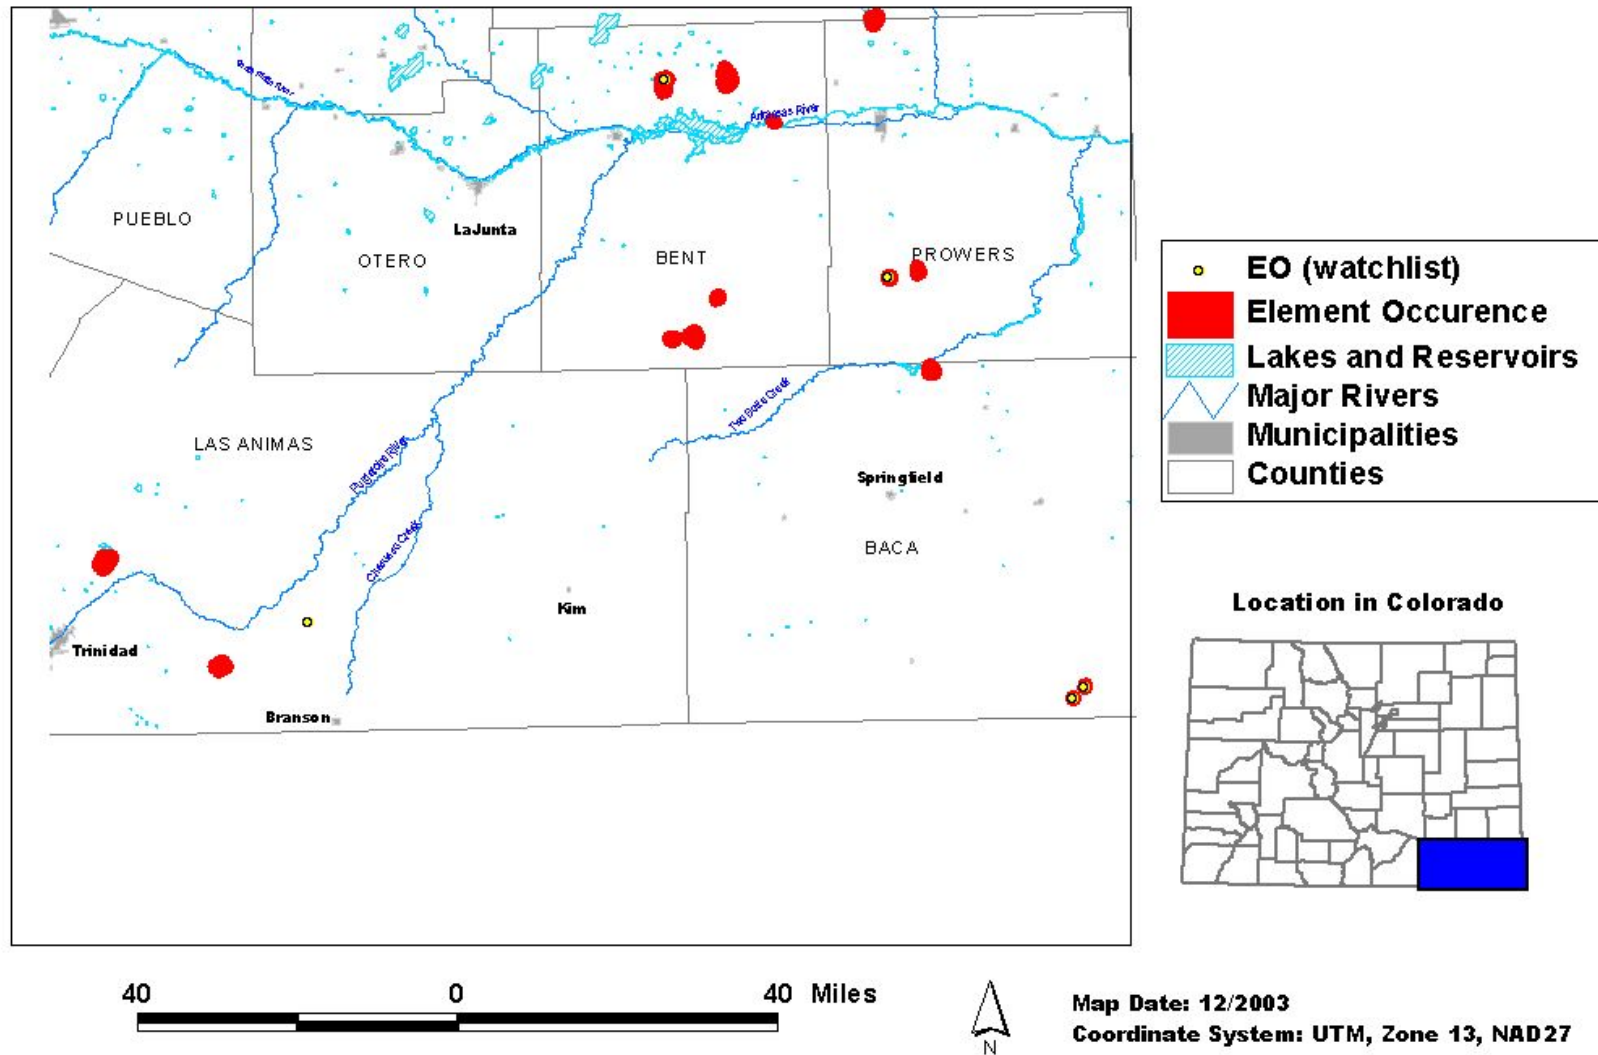 Arkansas River
PUEBLO
LaJunta
OTERO
BENT
PROWERS
Two Butte Creek
LAS ANIMAS
Purgatoire River
Springfield
Chacuaco Creek
BACA
Kim
Trinidad
Branson
EO (watchlist)
Element Occurence
Lakes and Reservoirs
Major Rivers
Municipalities
Counties
Location in Colorado
40 0 40 Miles
N
Map Date: 12/2003
Coordinate System: UTM, Zone 13, NAD27